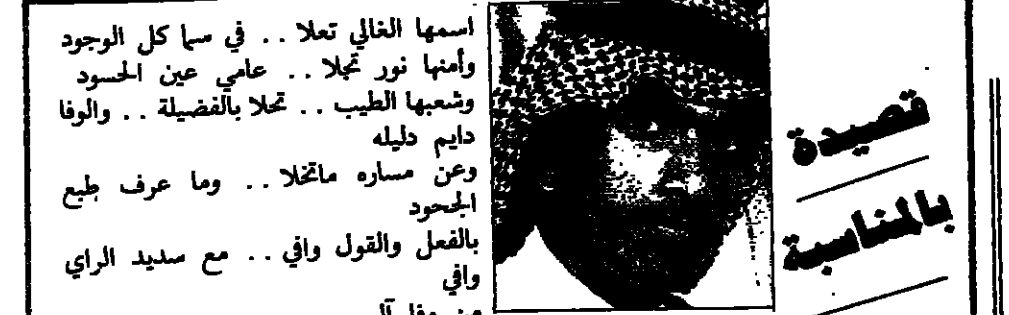 قصيدة
بالمناسبة
اسمها الغالي تعلا . . في سما كل الوجود
وأمنها نور تجلا . . عامي عين الحسود
وشعبها الطيب . . تحلا بالفضيلة . . والوفا
دايم دليله
وعن مساره ماتخلا . . وما عرف طبع
الجحود
بالفعل والقول وافي . . مع سديد الراي
وافي